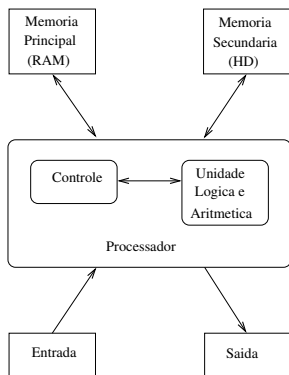 Memoria
Principal
(RAM)
Memoria
Secundaria
(HD)
Controle
Unidade
Logica e
Aritmetica
Processador
Entrada
Saida